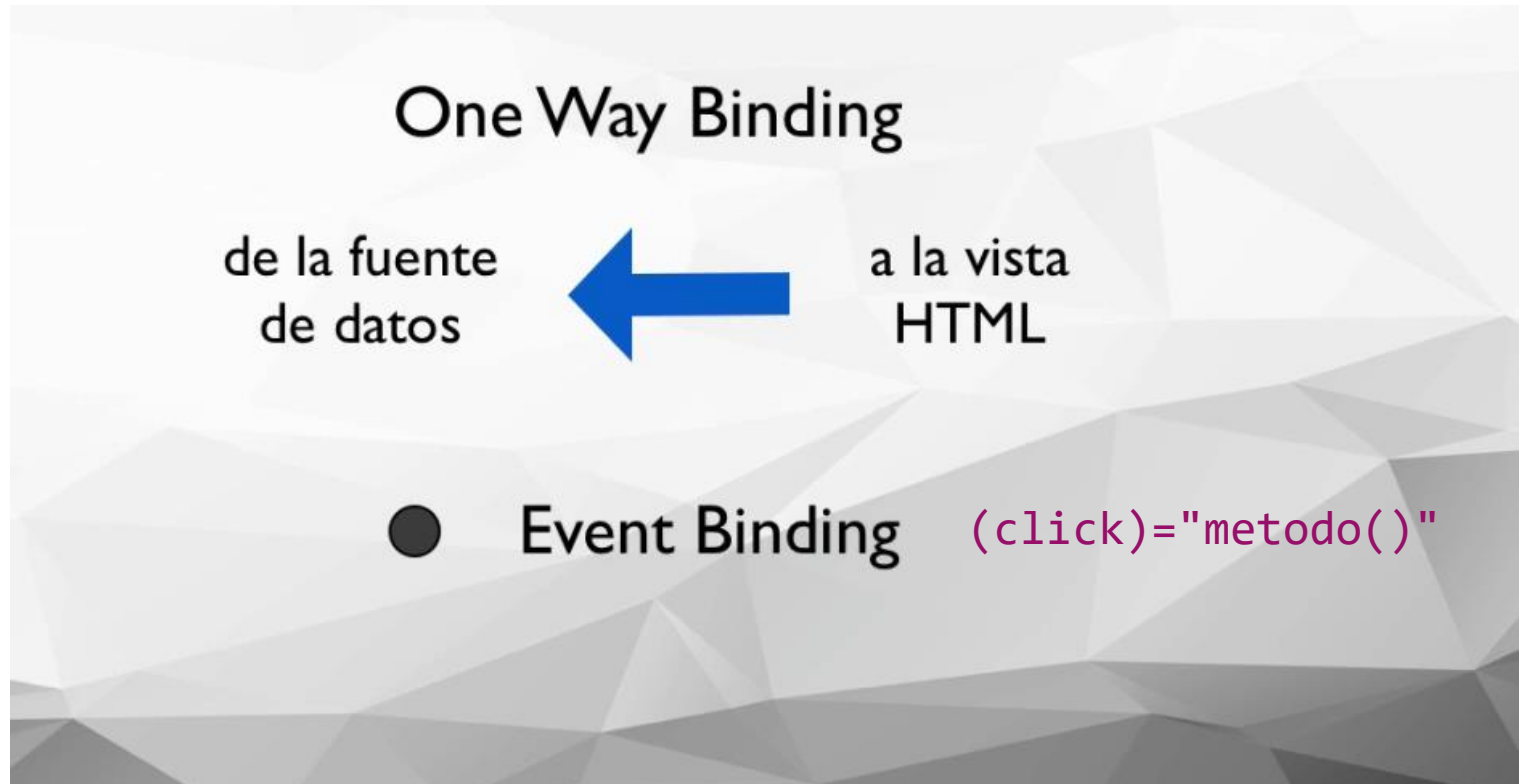 One Way Binding
de la fuente
de datos
a la vista
HTML
Event Binding (click)="metodo()"